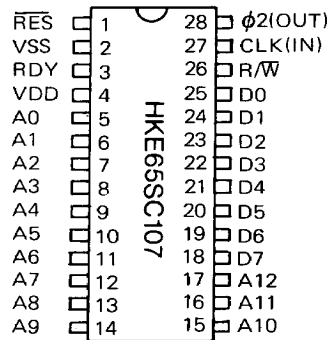 R̅E̅S̅ 1 28 ϕ2(OUT)
VSS 2 27 CLK(IN)
RDY 3 26 R/W̅
VDD 4 25 D0
A0 5 24 D1
A1 6 23 D2
A2 7 22 D3
A3 8 21 D4
A4 9 20 D5
A5 10 19 D6
A6 11 18 D7
A7 12 17 A12
A8 13 16 A11
A9 14 15 A10
HKE65SC107